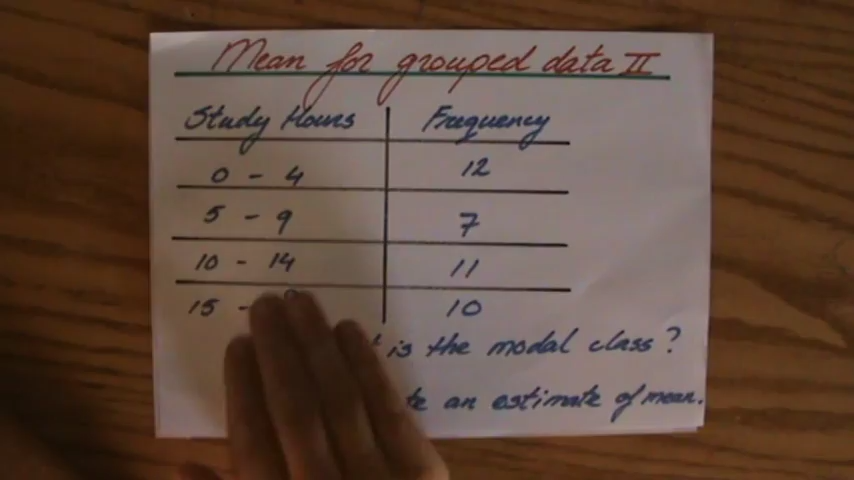 Mean for grouped data II
Study Hours Frequency
0 - 4 12
5 - 9 7
10 - 14 11
15 - 10
is the modal class?
an estimate of mean.